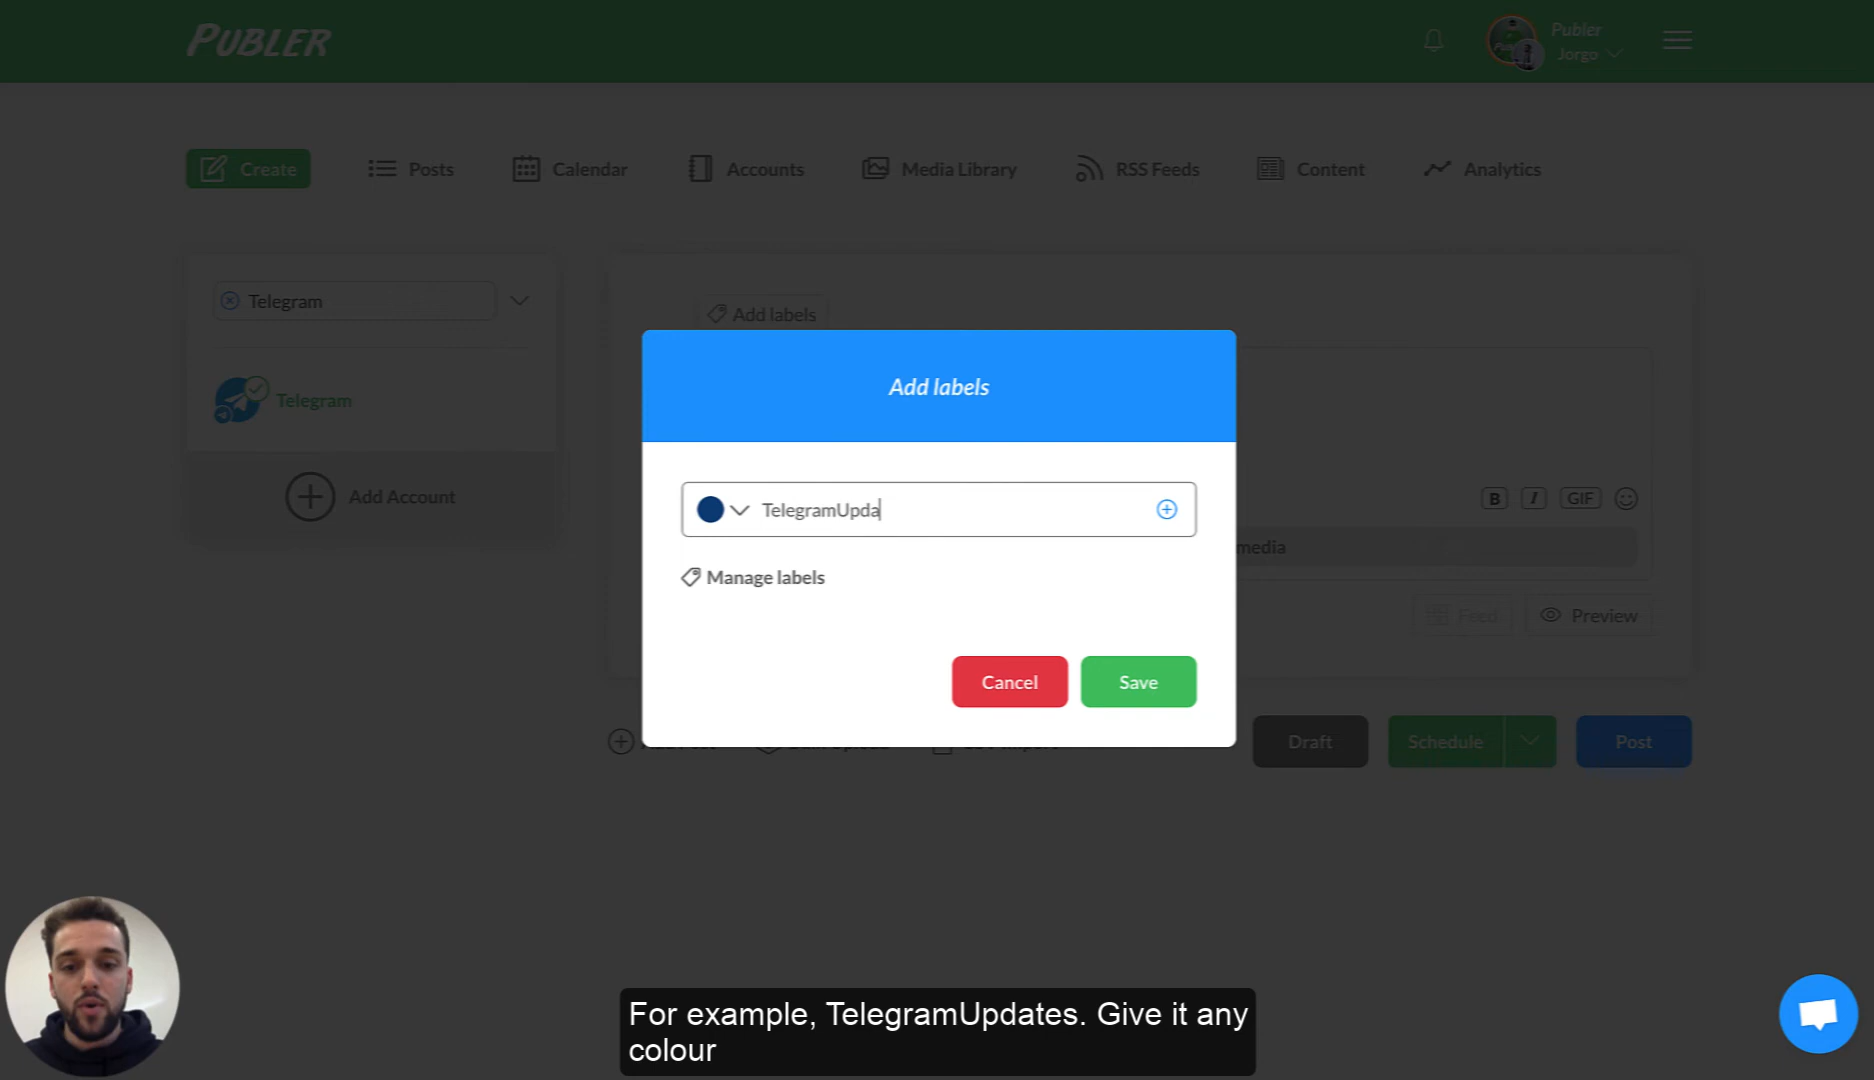 PUBLER
Publer
Jorgo
Create
Posts
Calendar
Accounts
Media Library
RSS Feeds
Content
Analytics
Telegram
Telegram
Add Account
Add labels
Add labels
TelegramUpda
Manage labels
Cancel
Save
B
I
GIF
media
Feed
Preview
Draft
Schedule
Post
For example, TelegramUpdates. Give it any
colour